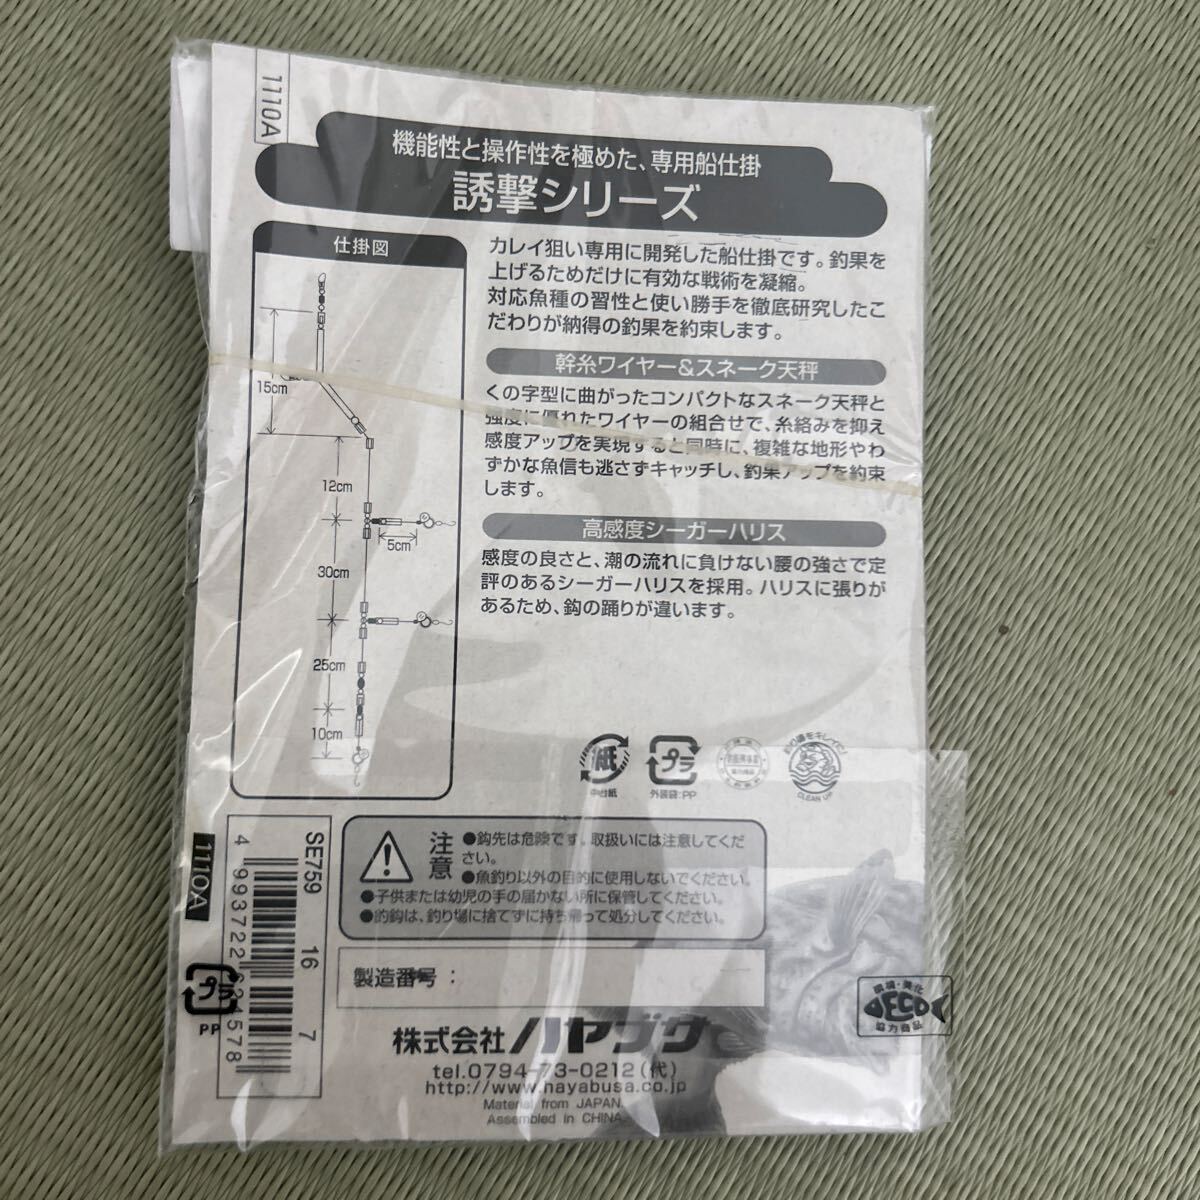 1110A
機能性と操作性を極めた、専用船仕掛
誘撃シリーズ
仕掛図
15cm
12cm
5cm
30cm
25cm
10cm
カレイ狙い専用に開発した船仕掛です。釣果を
上げるためだけに有効な戦術を凝縮。
対応魚種の習性と使い勝手を徹底研究したこ
だわりが納得の釣果を約束します。
幹糸ワイヤー&スネーク天秤
くの字型に曲がったコンパクトなスネーク天秤と
強度に優れたワイヤーの組合せで、糸絡みを抑え
感度アップを実現すると同時に、複雑な地形やわ
ずかな魚信も逃さずキャッチし、釣果アップを約束
します。
高感度シーガーハリス
感度の良さと、潮の流れに負けない腰の強さで定
評のあるシーガーハリスを採用。ハリスに張りが
あるため、鈎の踊りが違います。
紙
中台紙
プラ
外装袋:PP
釣り場をキレイに!
CLEAN UP
注意
●鈎先は危険です。取扱いには注意してくだ
さい。
●魚釣り以外の目的に使用しないでください。
●子供または幼児の手の届かない所に保管してください。
●釣鈎は、釣り場に捨てずに持ち帰って処分してください。
製造番号:
株式会社ハヤブサ
tel.0794-73-0212(代)
http://www.hayabusa.co.jp
Material from JAPAN.
Assembled in CHINA.
1110A
SE759 16 7
プラ
PP
環境・美化
ECO
協力商品